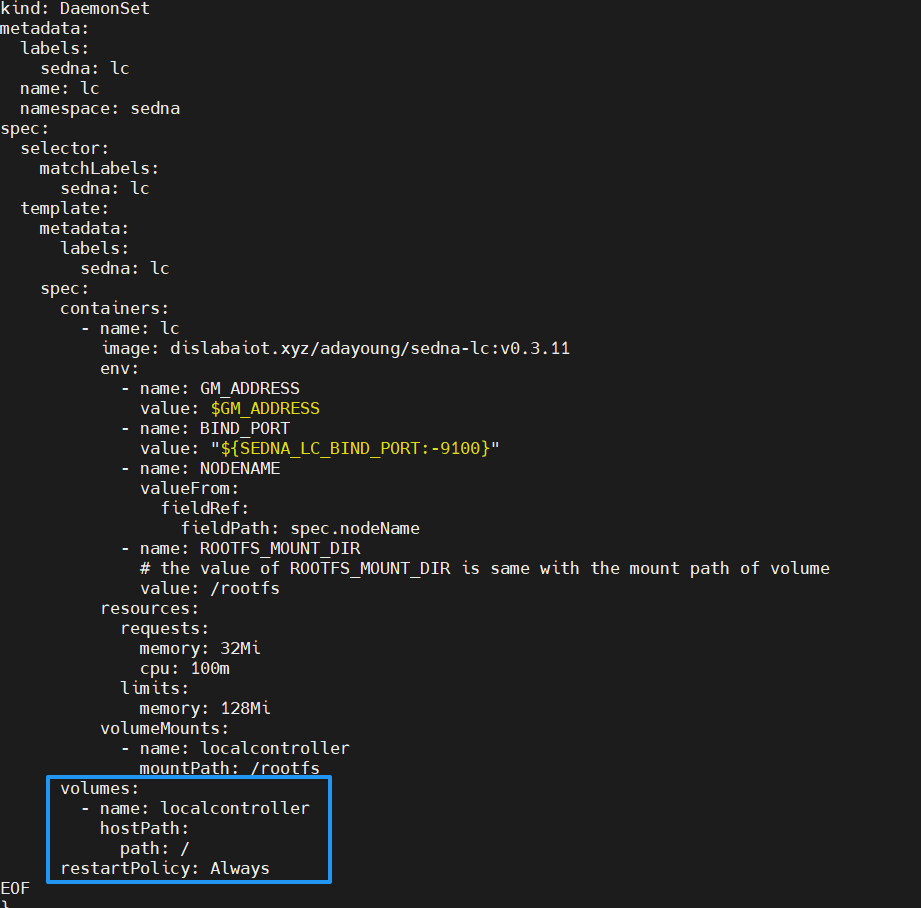 kind: DaemonSet
metadata:
  labels:
    sedna: lc
  name: lc
  namespace: sedna
spec:
  selector:
    matchLabels:
      sedna: lc
  template:
    metadata:
      labels:
        sedna: lc
    spec:
      containers:
        - name: lc
          image: dislabaiot.xyz/adayoung/sedna-lc:v0.3.11
          env:
            - name: GM_ADDRESS
              value: $GM_ADDRESS
            - name: BIND_PORT
              value: "${SEDNA_LC_BIND_PORT:-9100}"
            - name: NODENAME
              valueFrom:
                fieldRef:
                  fieldPath: spec.nodeName
            - name: ROOTFS_MOUNT_DIR
              # the value of ROOTFS_MOUNT_DIR is same with the mount path of volume
              value: /rootfs
          resources:
            requests:
              memory: 32Mi
              cpu: 100m
            limits:
              memory: 128Mi
          volumeMounts:
            - name: localcontroller
              mountPath: /rootfs
      volumes:
        - name: localcontroller
          hostPath:
            path: /
      restartPolicy: Always
EOF
}